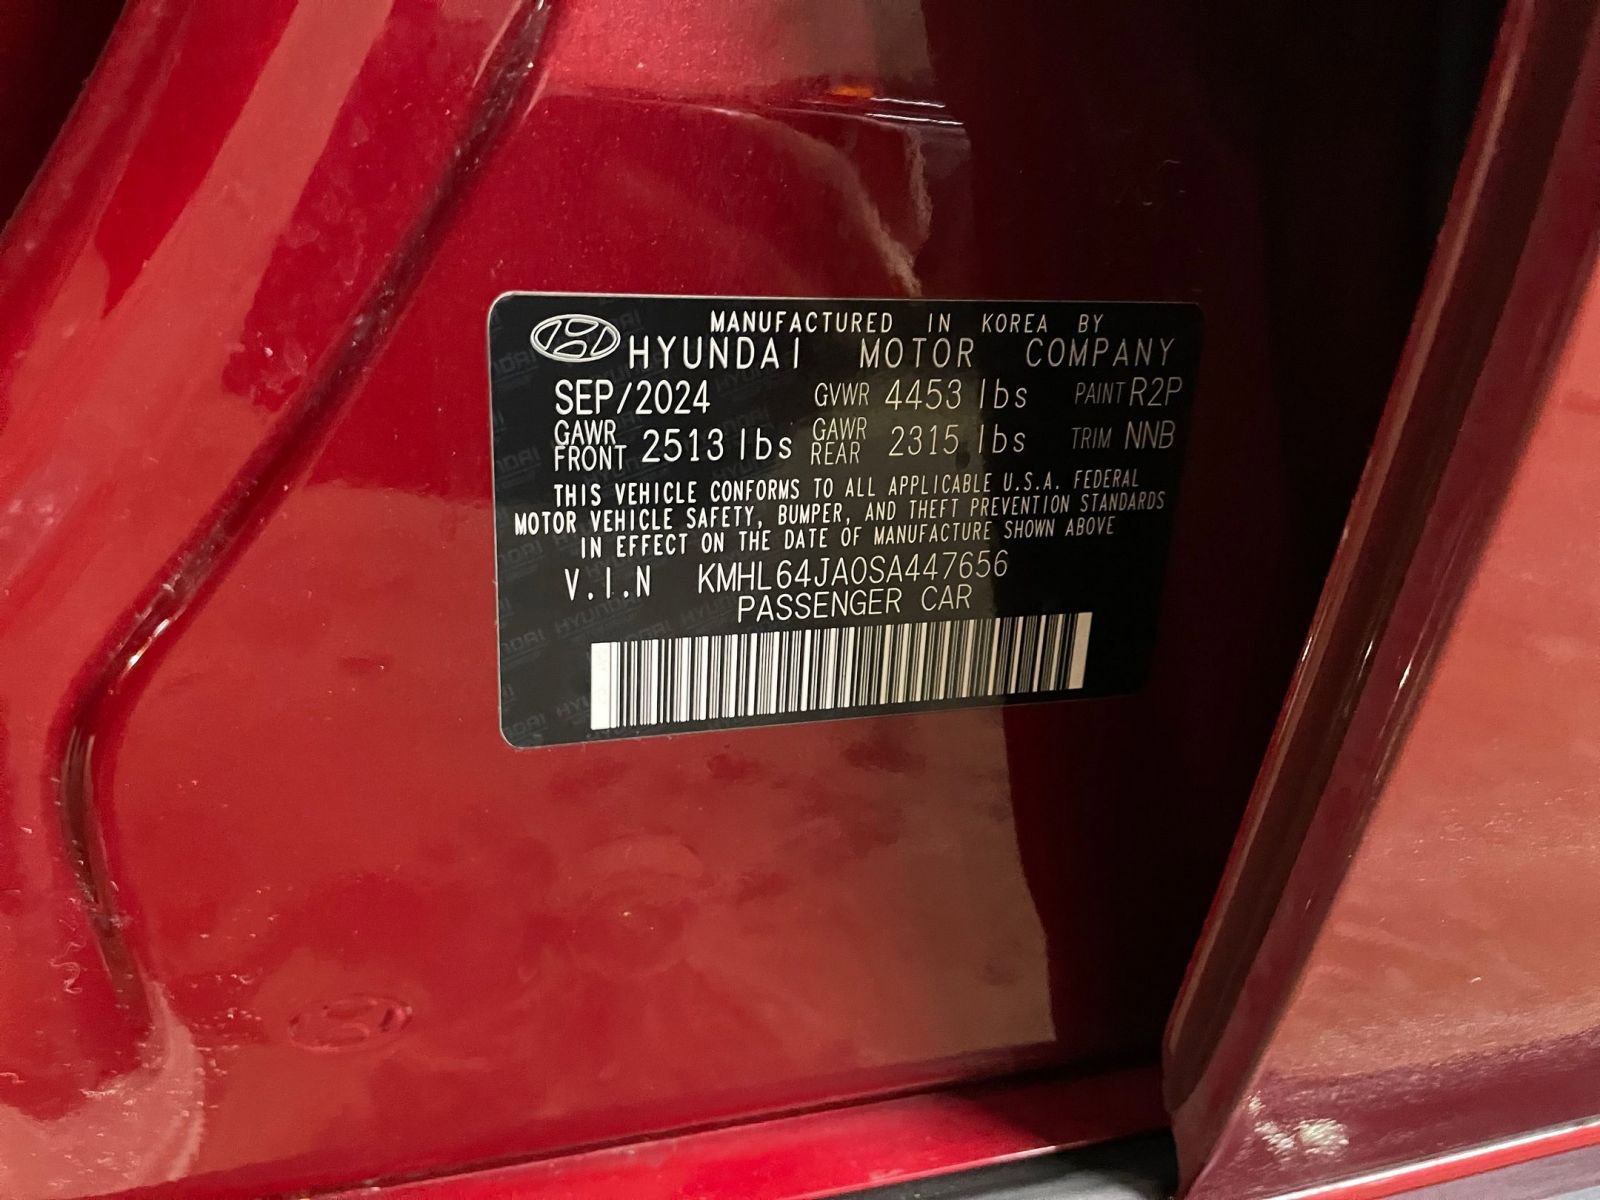 MANUFACTURED IN KOREA BY
HYUNDAI MOTOR COMPANY
SEP/2024 GVWR 4453 lbs PAINT R2P
GAWR FRONT 2513 lbs GAWR REAR 2315 lbs TRIM NNB
THIS VEHICLE CONFORMS TO ALL APPLICABLE U.S.A. FEDERAL
MOTOR VEHICLE SAFETY, BUMPER, AND THEFT PREVENTION STANDARDS
IN EFFECT ON THE DATE OF MANUFACTURE SHOWN ABOVE
V.I.N KMHL64JA0SA447656
PASSENGER CAR